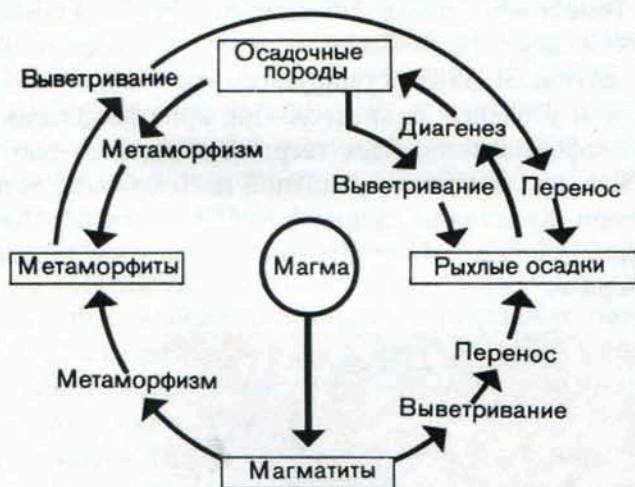 Осадочные
породы
Выветривание
Диагенез
Метаморфизм
Выветривание
Перенос
Метаморфиты
Магма
Рыхлые осадки
Перенос
Метаморфизм
Выветривание
Магматиты